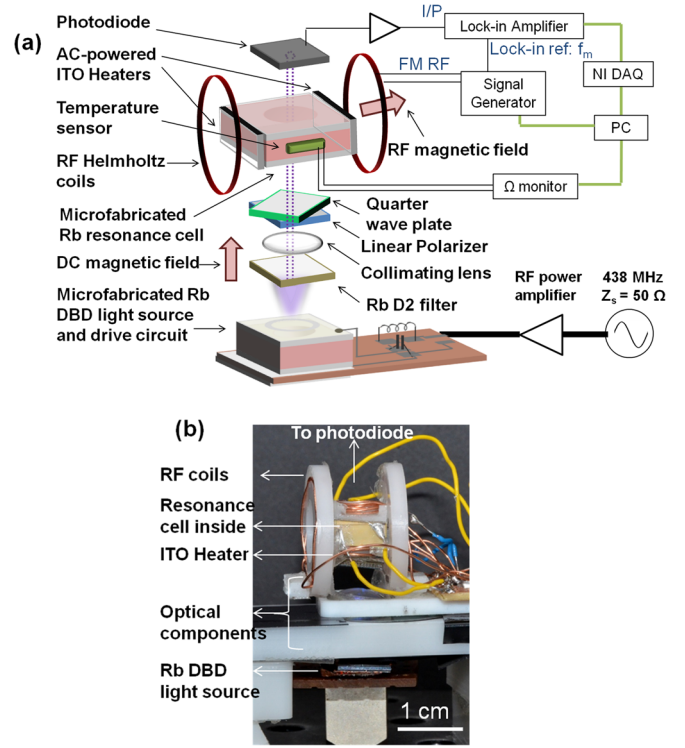 (a)
Photodiode
AC-powered
ITO Heaters
Temperature
sensor
RF Helmholtz
coils
Microfabricated
Rb resonance cell
DC magnetic field
Microfabricated Rb
DBD light source
and drive circuit
I/P
Lock-in Amplifier
Lock-in ref: fm
FM RF
Signal
Generator
NI DAQ
PC
RF magnetic field
Ω monitor
Quarter
wave plate
Linear Polarizer
Collimating lens
Rb D2 filter
RF power
amplifier
438 MHz
Zs = 50 Ω
(b)
To photodiode
RF coils
Resonance
cell inside
ITO Heater
Optical
components
Rb DBD
light source
1 cm